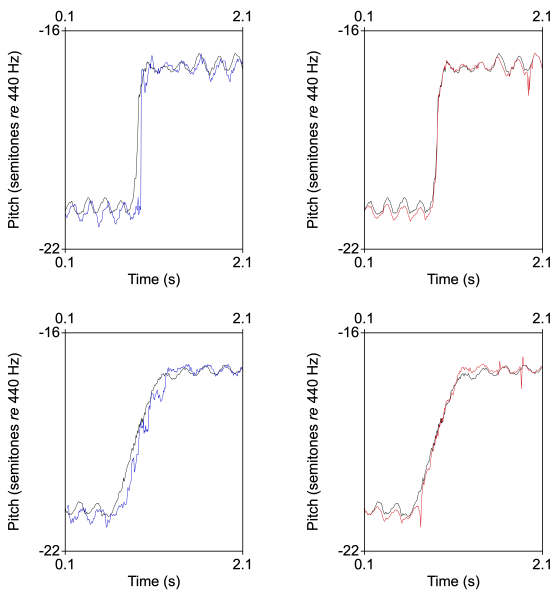 0.1 2.1 0.1 2.1
-16 -16
Pitch (semitones re 440 Hz) Pitch (semitones re 440 Hz)
-22 -22
0.1 2.1 0.1 2.1
Time (s) Time (s)
0.1 2.1 0.1 2.1
-16 -16
Pitch (semitones re 440 Hz) Pitch (semitones re 440 Hz)
-22 -22
0.1 2.1 0.1 2.1
Time (s) Time (s)